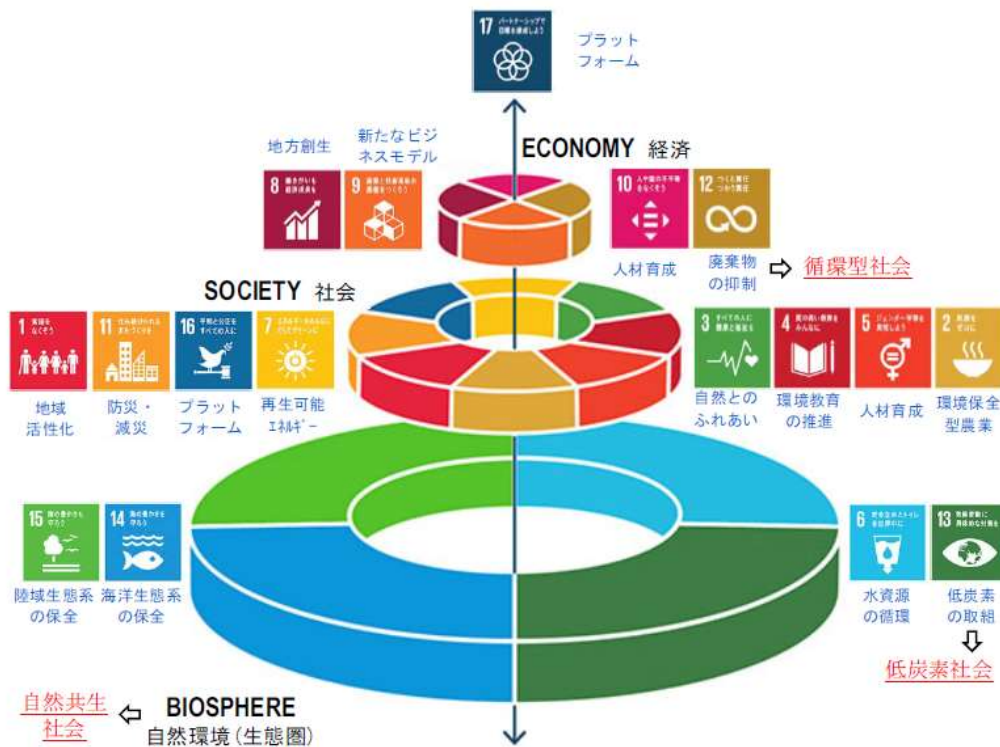 17 パートナーシップで
目標を達成しよう
プラット
フォーム
地方創生
新たなビジ
ネスモデル
ECONOMY 経済
8 働きがいも
経済成長も
9 産業と技術革新の
基盤をつくろう
10 人や国の不平等
をなくそう
12 つくる責任
つかう責任
人材育成
廃棄物
の抑制
循環型社会
SOCIETY 社会
1 貧困を
なくそう
11 住み続けられる
まちづくりを
16 平和と公正を
すべての人に
7 エネルギーをみんなに
そしてクリーンに
3 すべての人に
健康と福祉を
4 質の高い教育を
みんなに
5 ジェンダー平等を
実現しよう
2 飢餓を
ゼロに
地域
活性化
防災・
減災
プラット
フォーム
再生可能
エネルギー
自然との
ふれあい
環境教育
の推進
人材育成
環境保全
型農業
15 陸の豊かさも
守ろう
14 海の豊かさを
守ろう
6 安全な水とトイレ
を世界中に
13 気候変動に
具体的な対策を
陸域生態系
の保全
海洋生態系
の保全
水資源
の循環
低炭素
の取組
低炭素社会
自然共生
社会
BIOSPHERE
自然環境(生態圏)